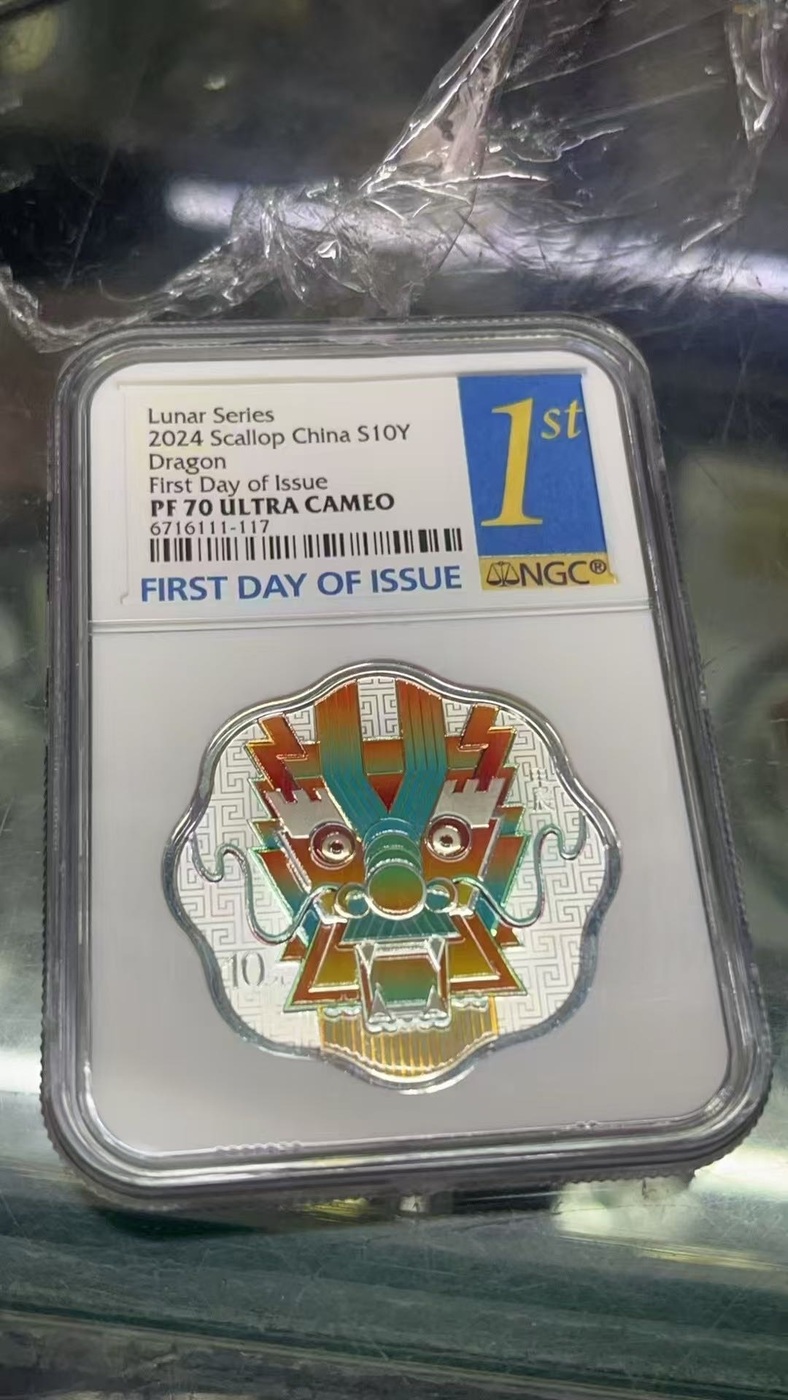 Lunar Series
2024 Scallop China S10Y
Dragon
First Day of Issue
PF 70 ULTRA CAMEO
6716111-117
FIRST DAY OF ISSUE
1st
NGC®
10